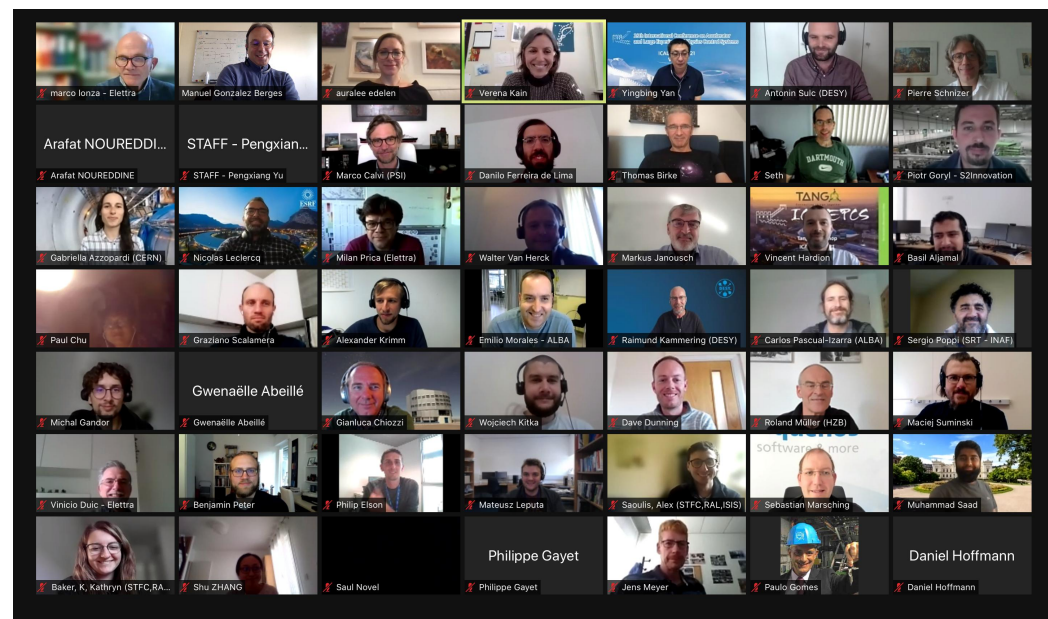 marco lonza - Elettra
Manuel Gonzalez Berges
auralee edelen
Verena Kain
Yingbing Yan
Antonin Sulc (DESY)
Pierre Schnizer
Arafat NOUREDDI...
STAFF - Pengxian...
Arafat NOUREDDINE
STAFF - Pengxiang Yu
Marco Calvi (PSI)
Danilo Ferreira de Lima
Thomas Birke
DARTMOUTH
Seth
Piotr Goryl - S2Innovation
ESRF
TANGO
Gabriella Azzopardi (CERN)
Nicolas Leclercq
Milan Prica (Elettra)
Walter Van Herck
Markus Janousch
Vincent Hardion
Basil Aljamal
Paul Chu
Graziano Scalamera
Alexander Krimm
Emilio Morales - ALBA
Raimund Kammering (DESY)
Carlos Pascual-Izarra (ALBA)
Sergio Poppi (SRT - INAF)
Gwenaëlle Abeillé
Michal Gandor
Gwenaëlle Abeillé
Gianluca Chiozzi
Wojciech Kitka
Dave Dunning
Roland Müller (HZB)
Maciej Suminski
software & more
Vinicio Duic - Elettra
Benjamin Peter
Philip Elson
Mateusz Leputa
Saoulis, Alex (STFC,RAL,ISIS)
Sebastian Marsching
Muhammad Saad
Philippe Gayet
Daniel Hoffmann
Baker, K, Kathryn (STFC,RA...
Shu ZHANG
Saul Novel
Philippe Gayet
Jens Meyer
Paulo Gomes
Daniel Hoffmann